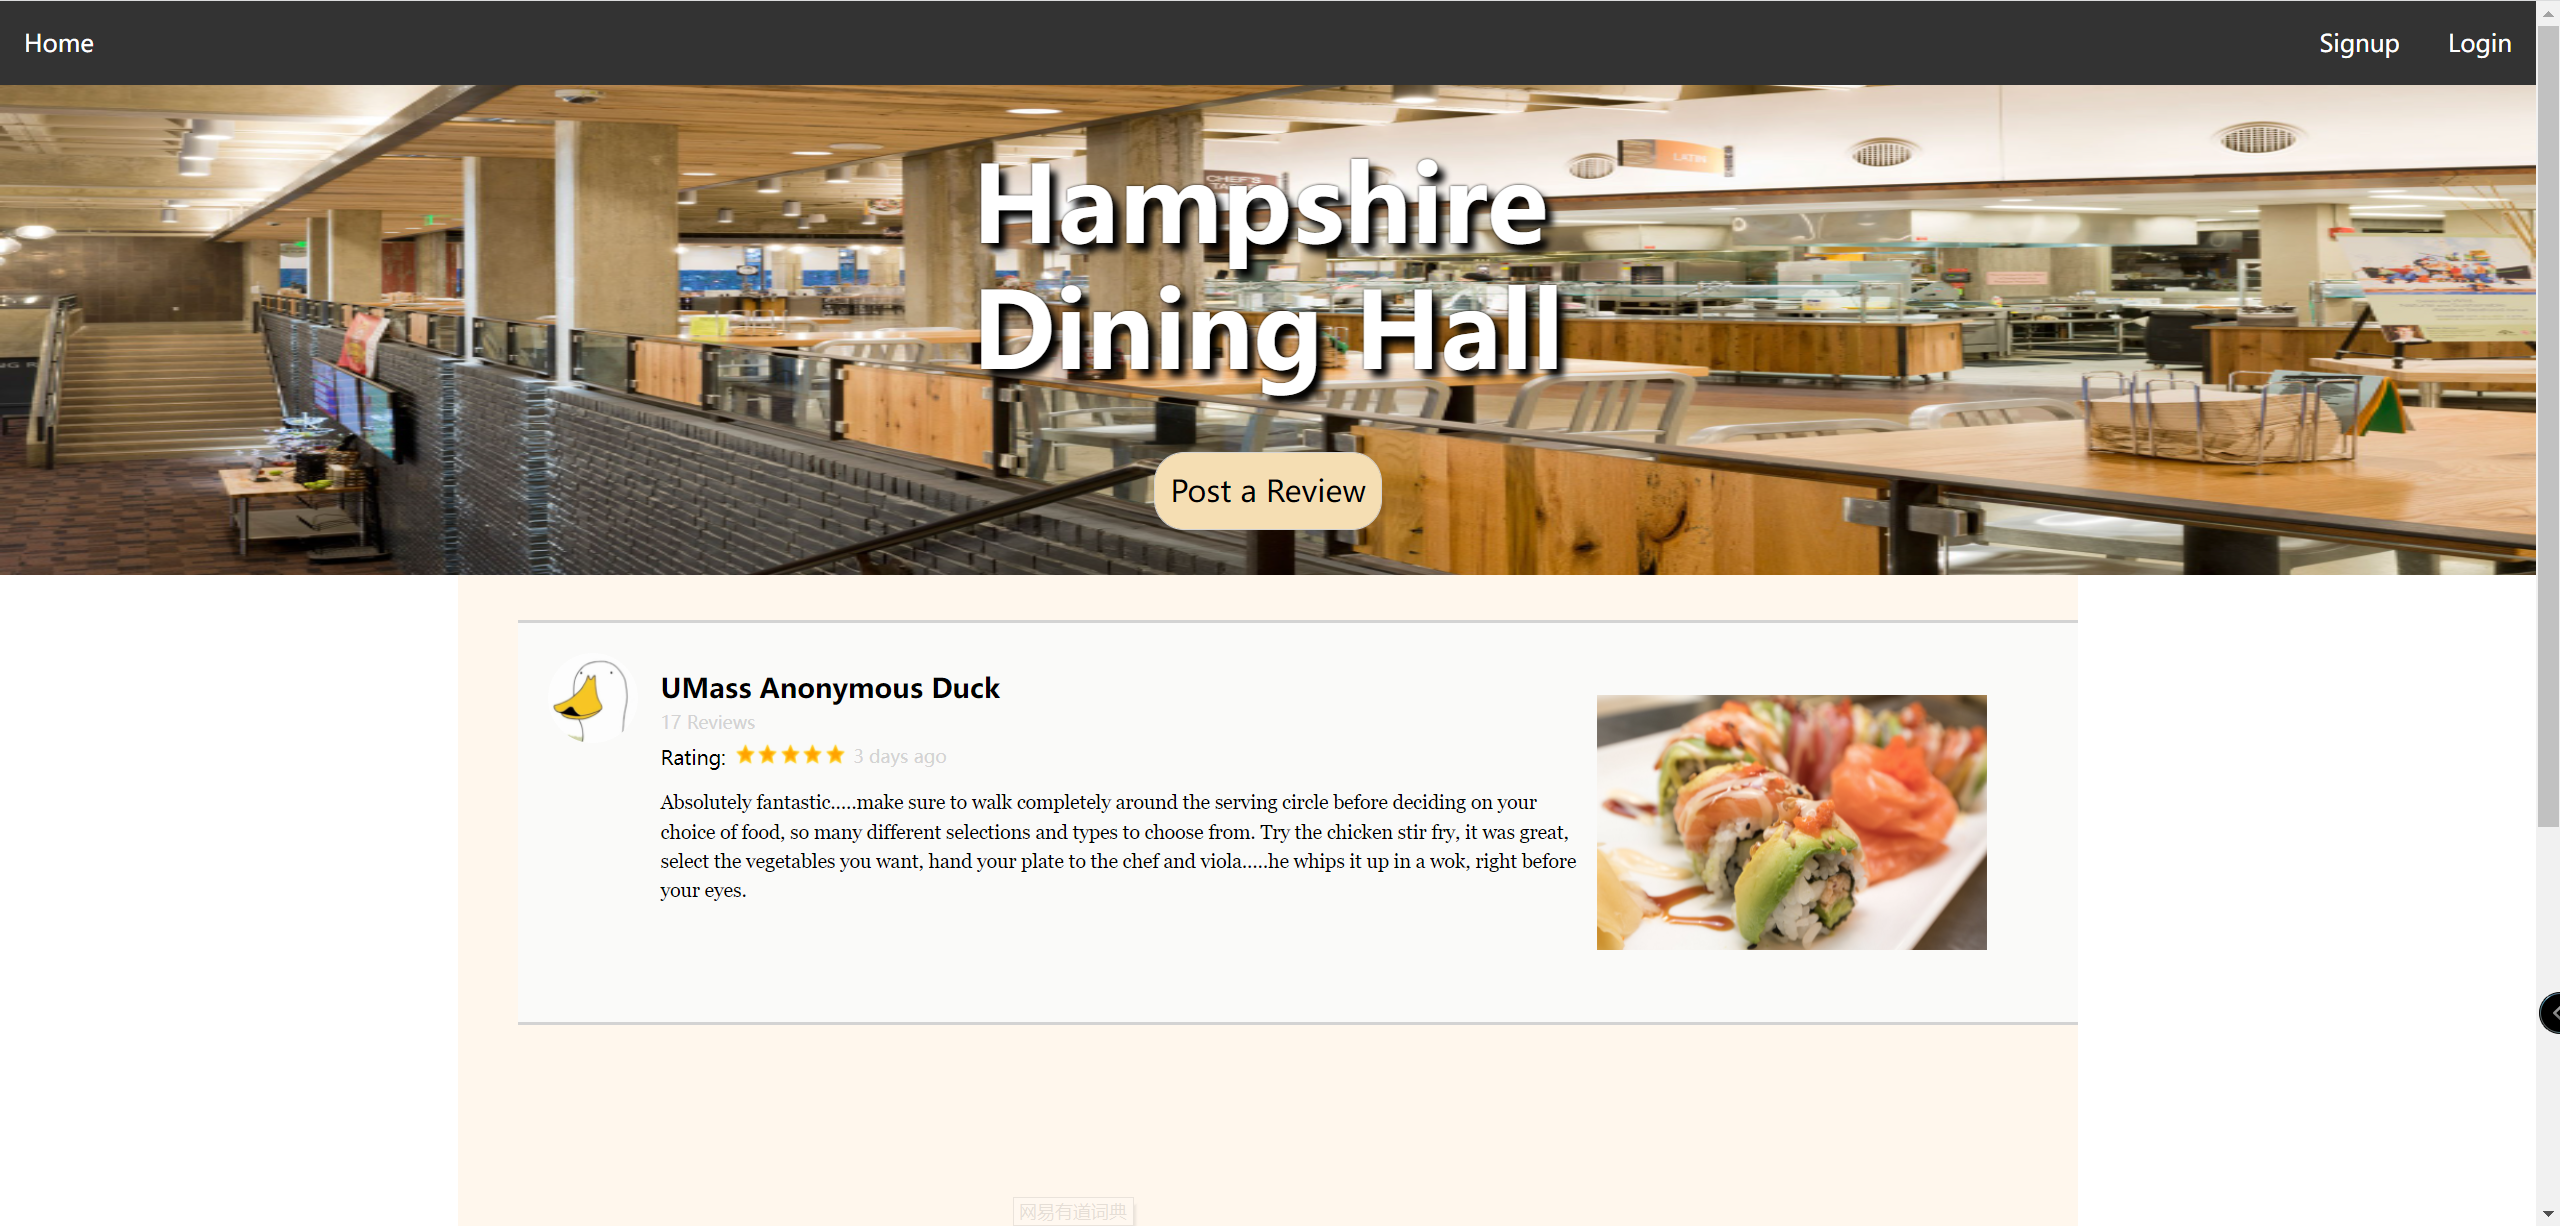 Home
Signup
Login
LATIN
CHEF'S
Hampshire
Dining Hall
Post a Review
UMass Anonymous Duck
17 Reviews
Rating: 3 days ago
Absolutely fantastic.....make sure to walk completely around the serving circle before deciding on your
choice of food, so many different selections and types to choose from. Try the chicken stir fry, it was great,
select the vegetables you want, hand your plate to the chef and viola.....he whips it up in a wok, right before
your eyes.
网易有道词典